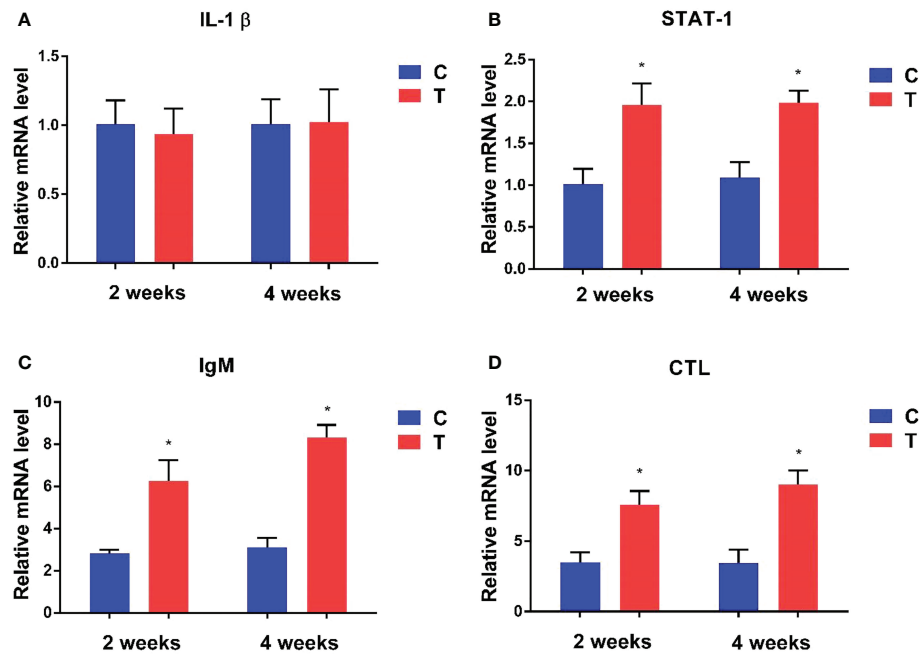 A
IL-1 β
Relative mRNA level
1.5
1.0
0.5
0.0
2 weeks
4 weeks
C
T
B
STAT-1
Relative mRNA level
2.5
2.0
1.5
1.0
0.5
0.0
*
*
2 weeks
4 weeks
C
T
C
IgM
Relative mRNA level
10
8
6
4
2
0
*
*
2 weeks
4 weeks
C
T
D
CTL
Relative mRNA level
15
10
5
0
*
*
2 weeks
4 weeks
C
T